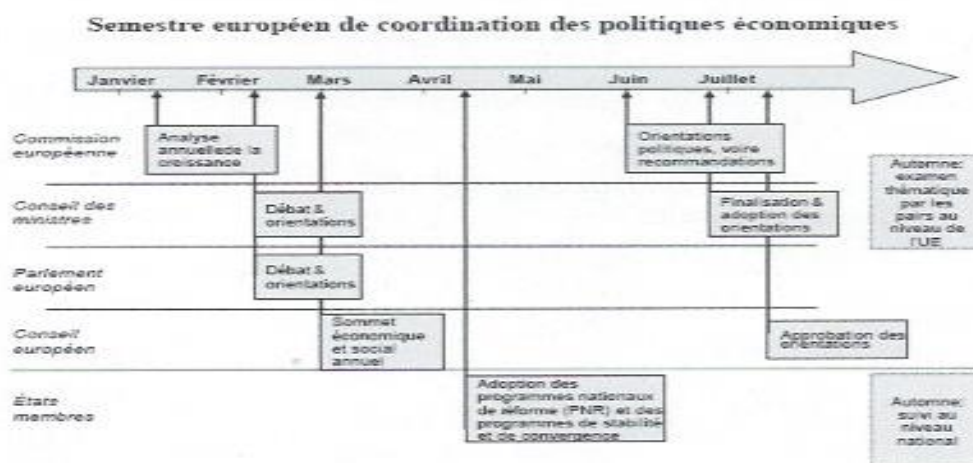 Semestre européen de coordination des politiques économiques
Janvier Février Mars Avril Mai Juin Juillet
Commission
européenne
Analyse
annuellede la
croissance
Orientations
politiques, voire
recommandations
Automne:
examen
thématique
par les
pairs au
niveau de
l'UE
Conseil des
ministres
Débat &
orientations
Finalisation &
adoption des
orientations
Parlement
européen
Débat &
orientations
Conseil
européen
Sommet
économique
et social
annuel
Approbation des
orientations
États
membres
Adoption des
programmes nationaux
de réforme (PNR) et des
programmes de stabilité
et de convergence
Automne:
suivi au
niveau
national